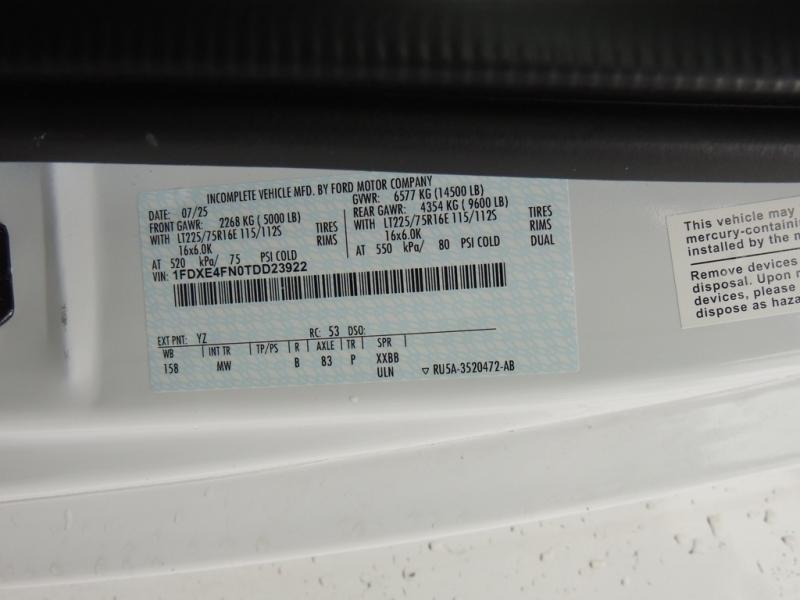 INCOMPLETE VEHICLE MFD. BY FORD MOTOR COMPANY
DATE: 07/25 GVWR: 6577 KG (14500 LB)
FRONT GAWR: 2268 KG ( 5000 LB) REAR GAWR: 4354 KG ( 9600 LB)
WITH LT225/75R16E 115/112S TIRES WITH LT225/75R16E 115/112S TIRES
16x6.0K RIMS 16x6.0K RIMS
AT 520 kPa/ 75 PSI COLD AT 550 kPa/ 80 PSI COLD DUAL
VIN: 1FDXE4FN0TDD23922
EXT PNT: YZ RC: 53 DSO:
WB INT TR TP/PS R AXLE TR SPR
158 MW B 83 P XXBB
ULN ▽ RU5A-3520472-AB
This vehicle may
mercury-containin
installed by the m
Remove devices
disposal. Upon
devices, please
dispose as haza